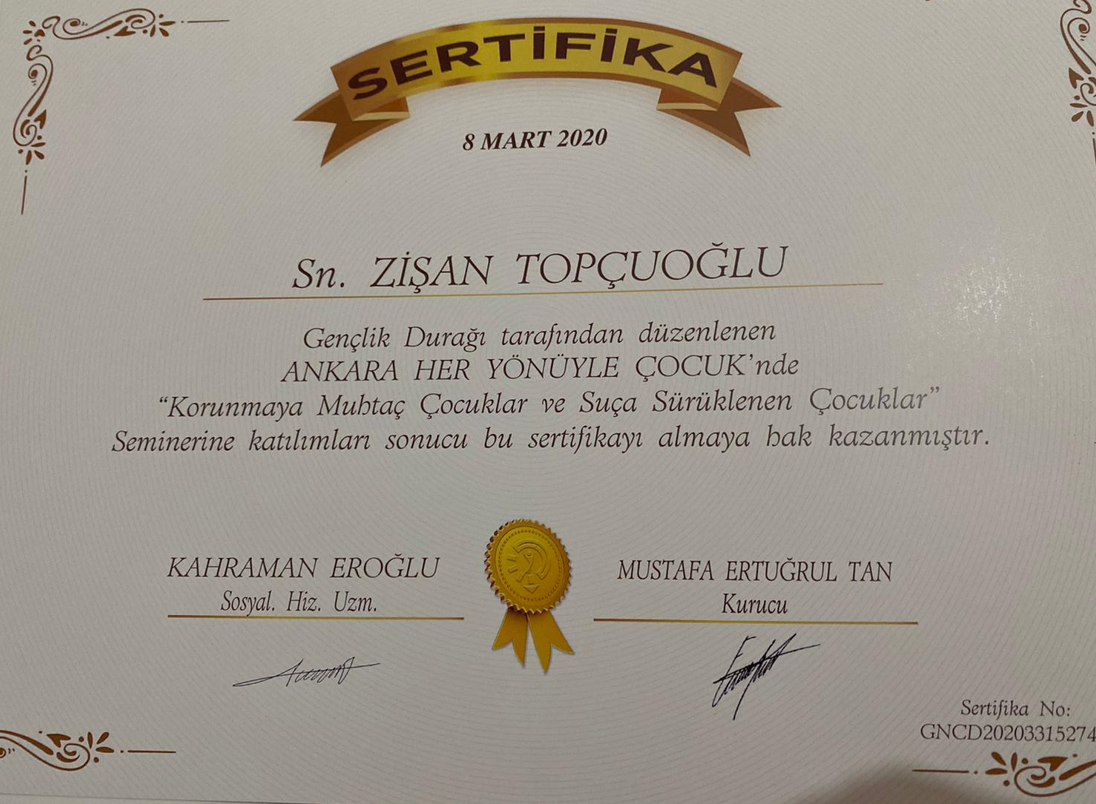 SERTİFİKA
8 MART 2020
Sn. ZİŞAN TOPÇUOĞLU
Gençlik Durağı tarafından düzenlenen
ANKARA HER YÖNÜYLE ÇOCUK'nde
“Korunmaya Muhtaç Çocuklar ve Suça Sürüklenen Çocuklar”
Seminerine katılımları sonucu bu sertifikayı almaya hak kazanmıştır.
KAHRAMAN EROĞLU
Sosyal. Hiz. Uzm.
MUSTAFA ERTUĞRUL TAN
Kurucu
Sertifika No:
GNCD20203315274